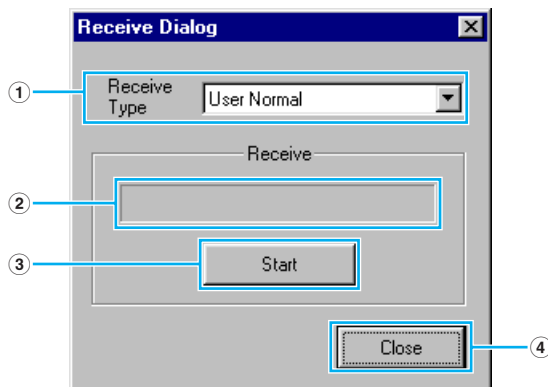 Receive Dialog
① Receive Type User Normal
Receive
②
③ Start
Close ④